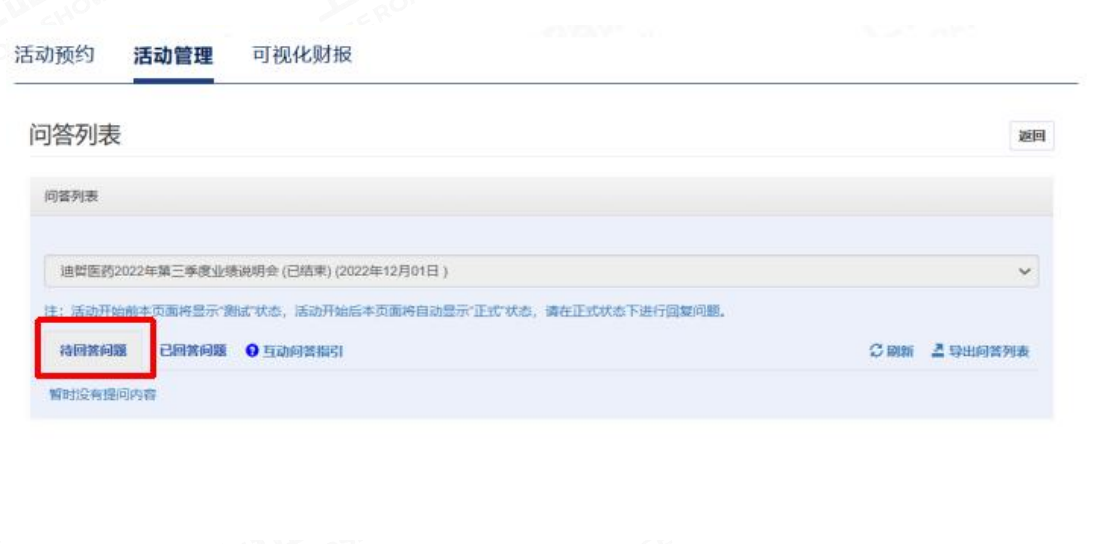 活动预约 活动管理 可视化财报
问答列表 返回
问答列表
迪哲医药2022年第三季度业绩说明会 (已结束) (2022年12月01日 )
注：活动开始前本页面将显示“测试”状态，活动开始后本页面将自动显示“正式”状态，请在正式状态下进行回复问题。
待回答问题 已回答问题 互动问答指引 刷新 导出问答列表
暂时没有提问内容